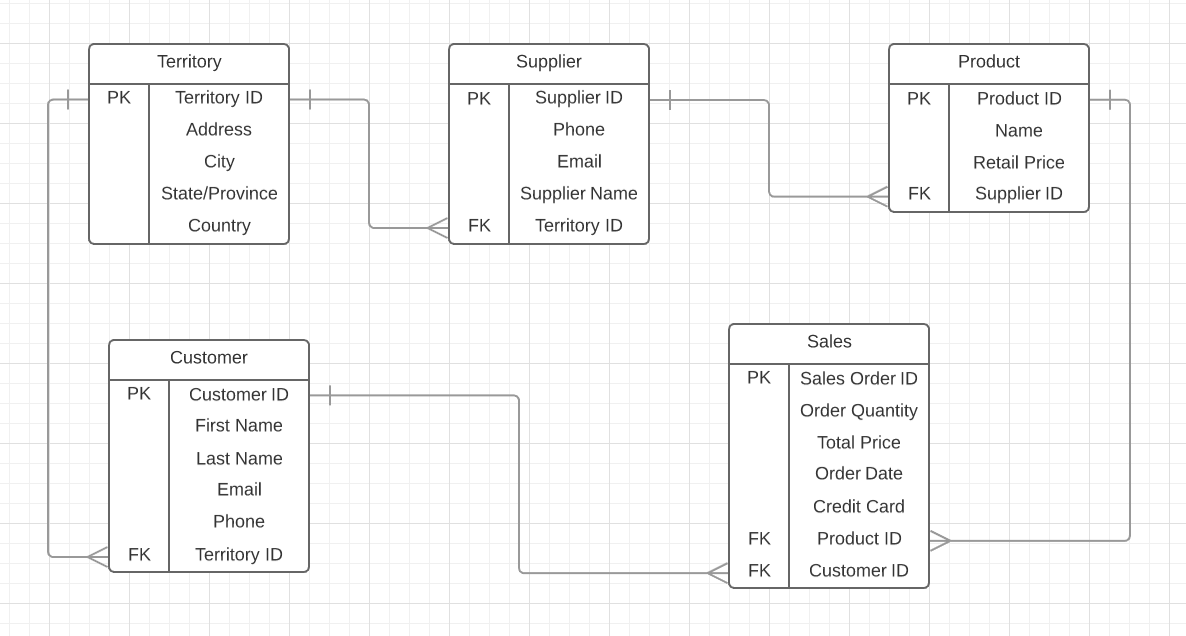 Territory
PK Territory ID
Address
City
State/Province
Country
Supplier
PK Supplier ID
Phone
Email
Supplier Name
FK Territory ID
Product
PK Product ID
Name
Retail Price
FK Supplier ID
Customer
PK Customer ID
First Name
Last Name
Email
Phone
FK Territory ID
Sales
PK Sales Order ID
Order Quantity
Total Price
Order Date
Credit Card
FK Product ID
FK Customer ID